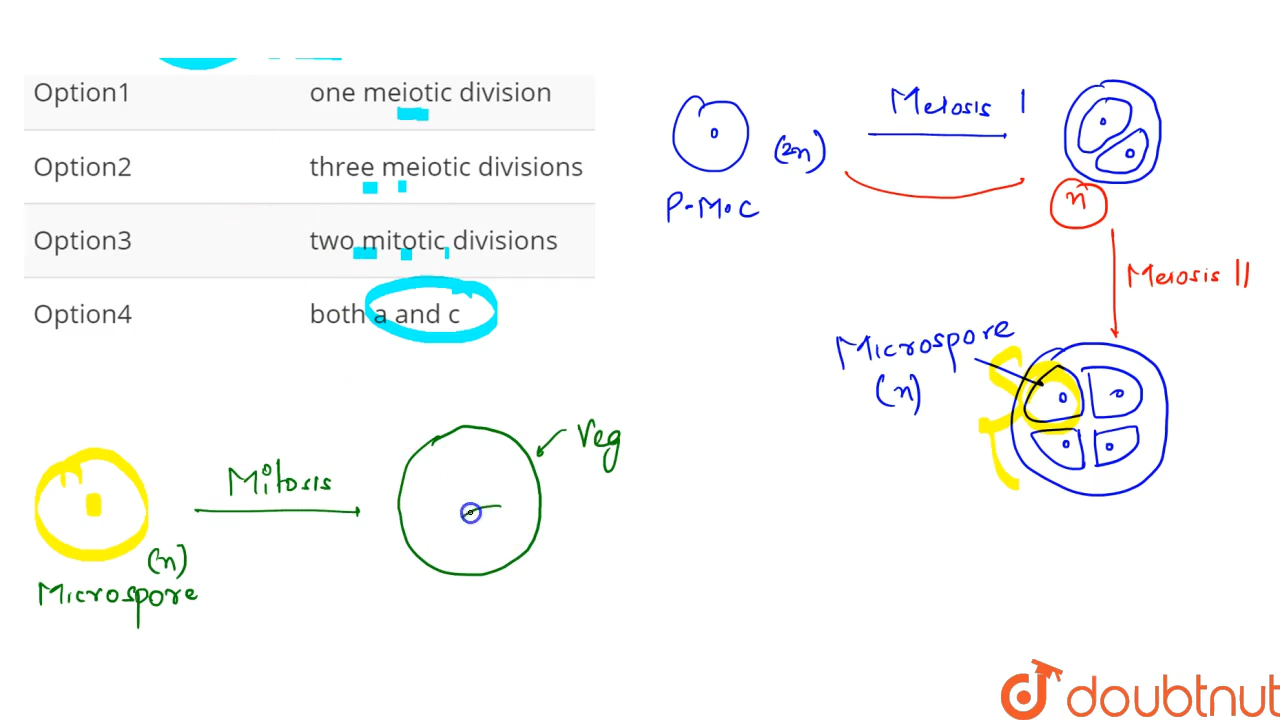 Option1 one meiotic division
Option2 three meiotic divisions
Option3 two mitotic divisions
Option4 both a and c
Meiosis I
(2n)
P.M.C
n
Meiosis II
Microspore
(n)
Veg
Mitosis
(n)
Microspore
doubtnut